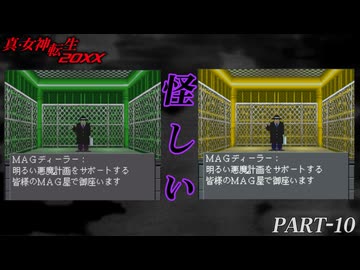 真・女神転生
20XX
怪しい
MAGディーラー:
明るい悪魔計画をサポートする
皆様のMAG屋で御座います
MAGディーラー:
明るい悪魔計画をサポートする
皆様のMAG屋で御座います
PART-10